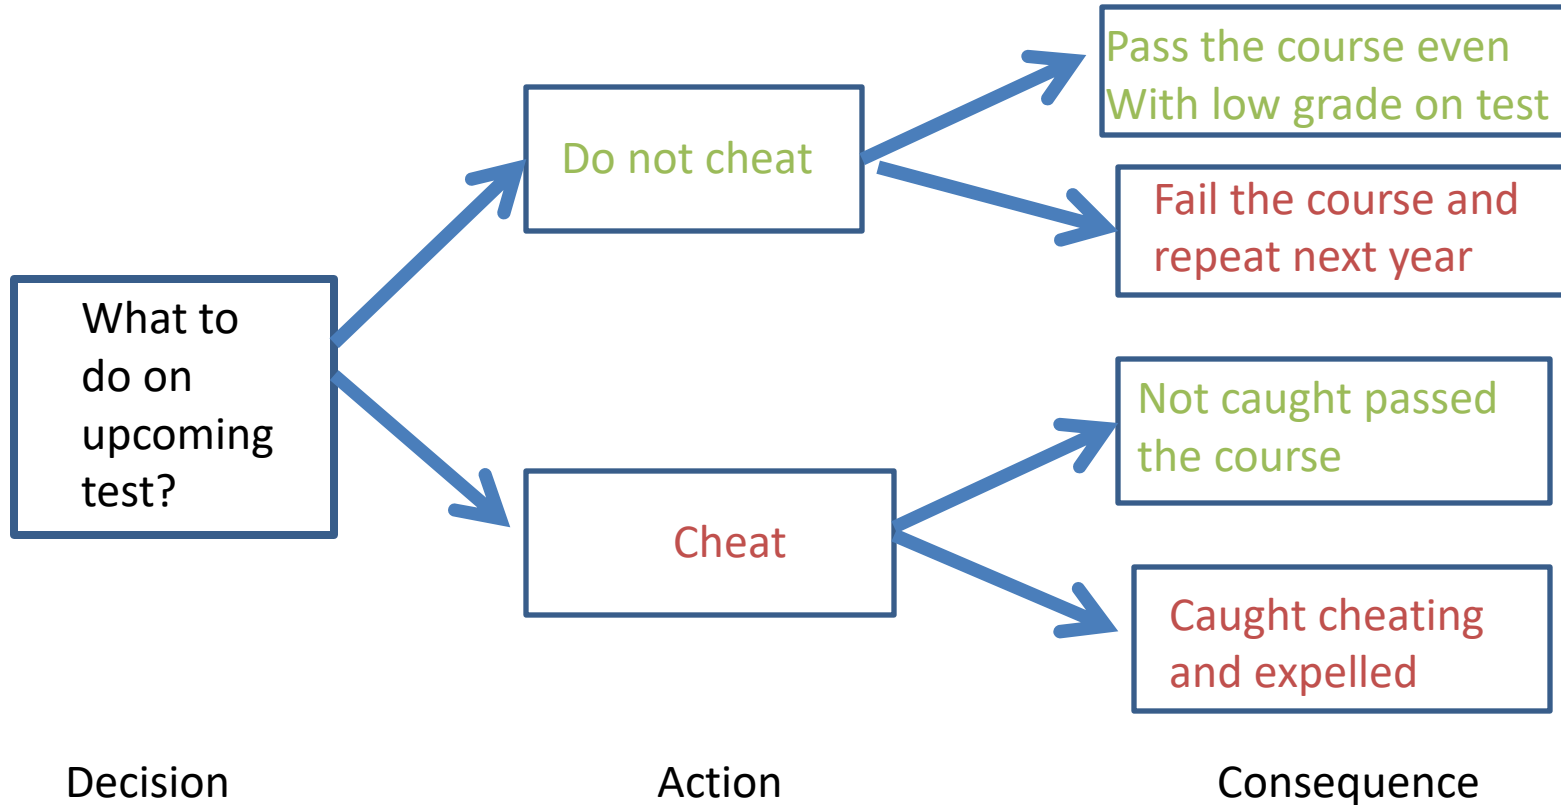 Pass the course even
With low grade on test
Do not cheat
Fail the course and
repeat next year
What to
do on
upcoming
test?
Not caught passed
the course
Cheat
Caught cheating
and expelled
Decision
Action
Consequence